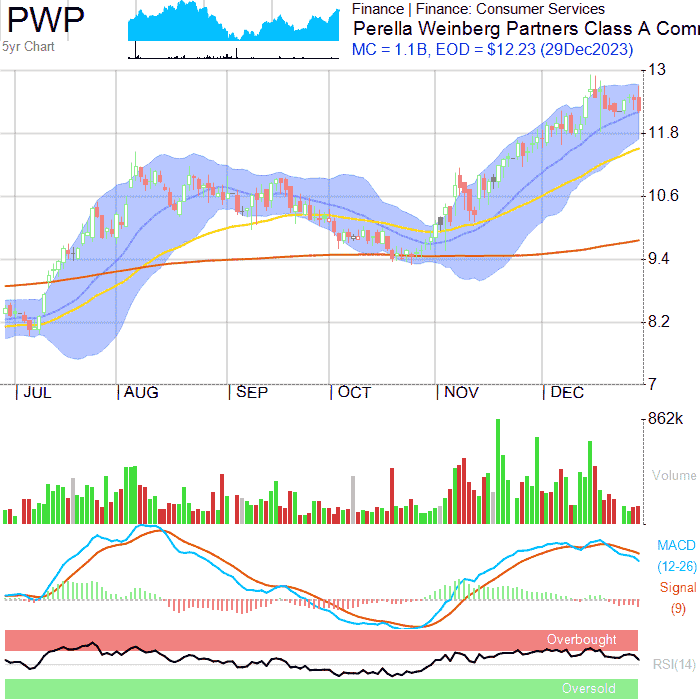 PWP
5yr Chart
Finance | Finance: Consumer Services
Perella Weinberg Partners Class A Com
MC = 1.1B, EOD = $12.23 (29Dec2023)
13
11.8
10.6
9.4
8.2
7
JUL AUG SEP OCT NOV DEC
862k
Volume
MACD
(12-26)
Signal
(9)
Overbought
RSI(14)
Oversold